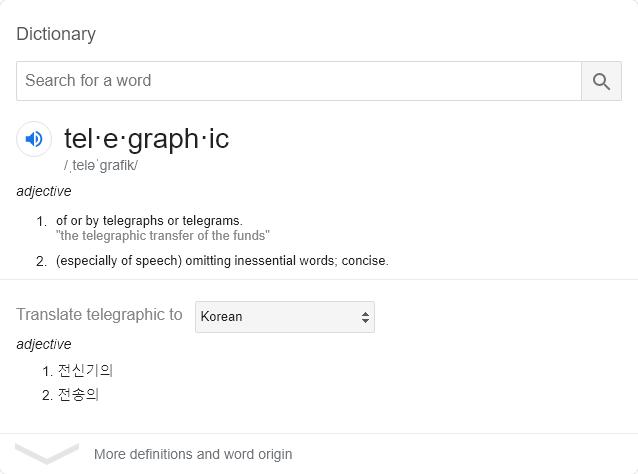 Dictionary
Search for a word
tel·e·graph·ic
/ˌteləˈɡrafik/
adjective
1. of or by telegraphs or telegrams.
"the telegraphic transfer of the funds"
2. (especially of speech) omitting inessential words; concise.
Translate telegraphic to Korean
adjective
1. 전신기의
2. 전송의
More definitions and word origin